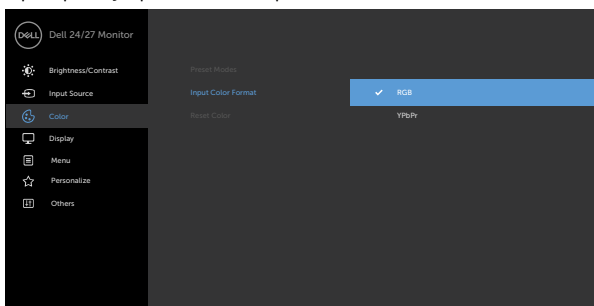 DELL Dell 24/27 Monitor
Brightness/Contrast
Preset Modes
Input Source
Input Color Format
RGB
Color
Reset Color
YPbPr
Display
Menu
Personalize
Others